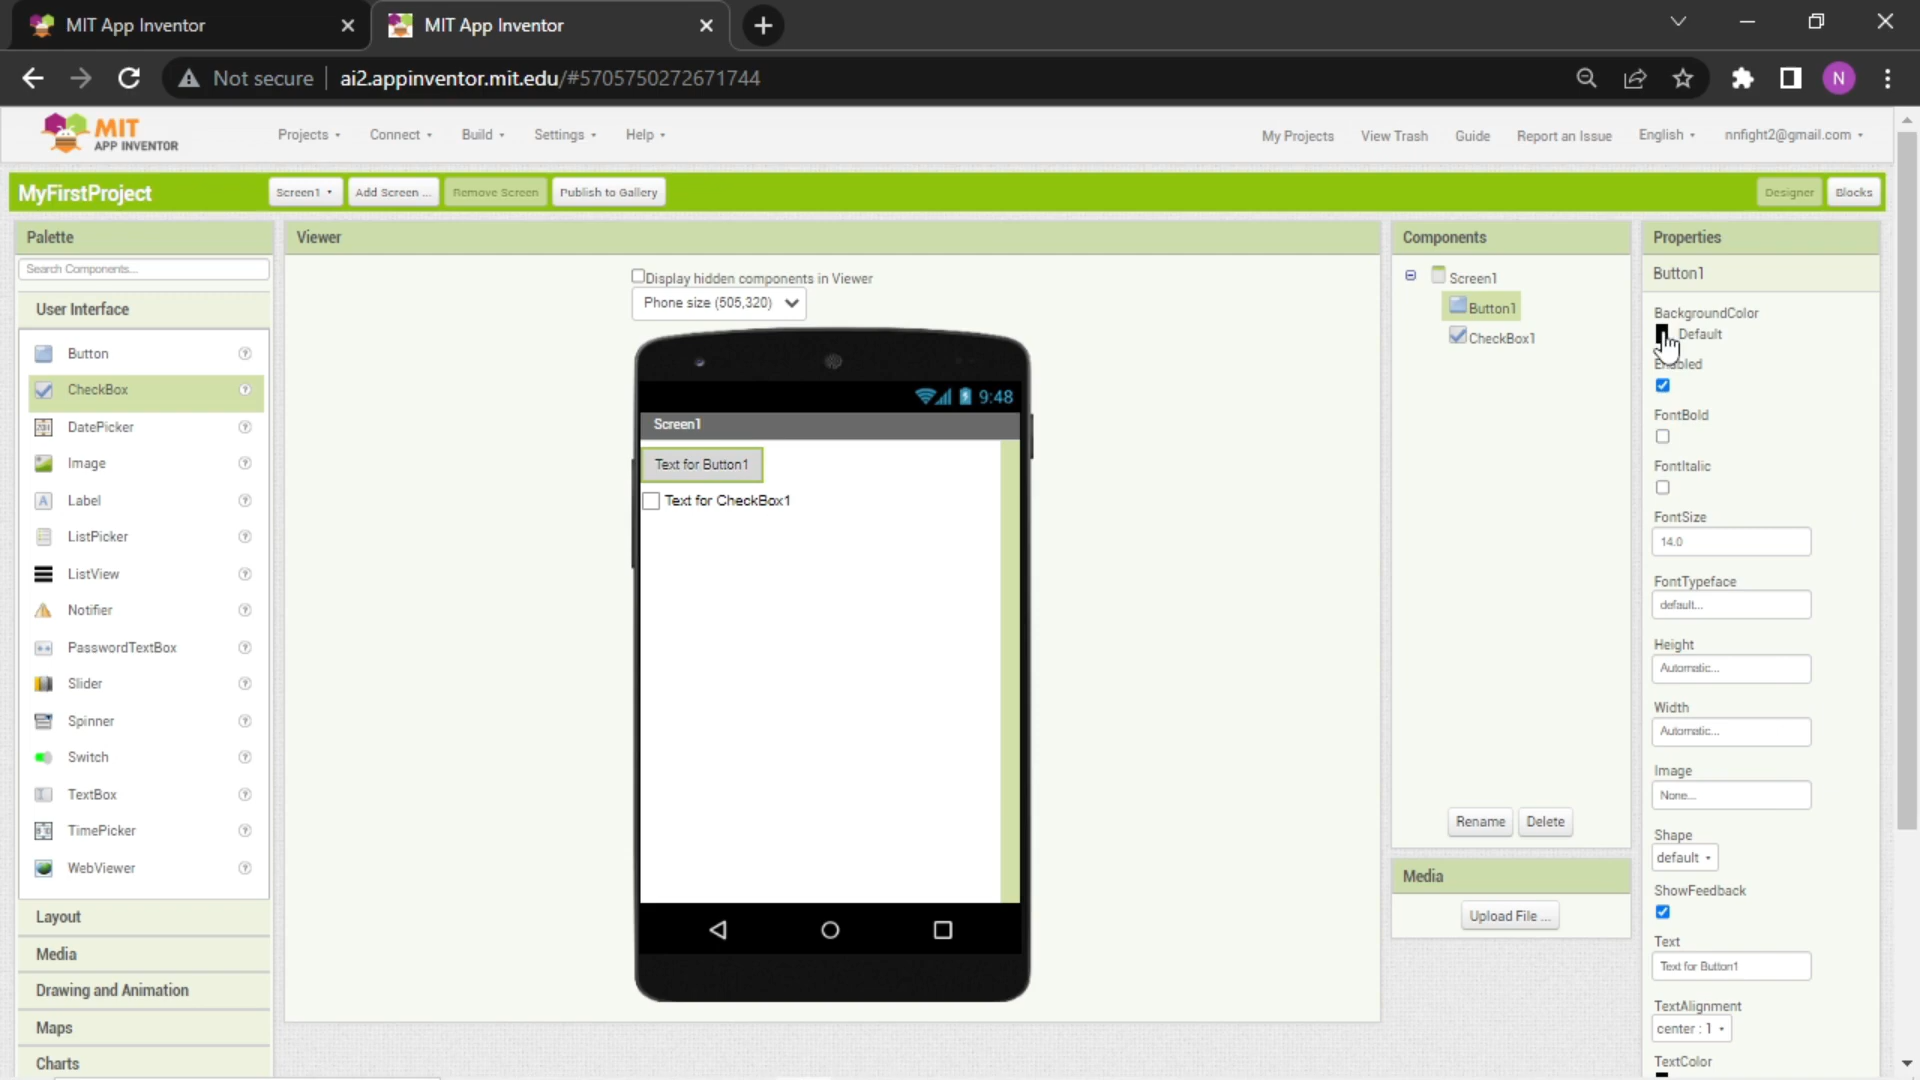 MIT App Inventor
MIT App Inventor
Not secure
ai2.appinventor.mit.edu/#5705750272671744
N
MIT
APP INVENTOR
Projects
Connect
Build
Settings
Help
My Projects
View Trash
Guide
Report an Issue
English
nnfight2@gmail.com
MyFirstProject
Screen1
Add Screen ...
Remove Screen
Publish to Gallery
Designer
Blocks
Palette
Search Components...
User Interface
Button
CheckBox
DatePicker
Image
Label
ListPicker
ListView
Notifier
PasswordTextBox
Slider
Spinner
Switch
TextBox
TimePicker
WebViewer
Layout
Media
Drawing and Animation
Maps
Charts
Viewer
Display hidden components in Viewer
Phone size (505,320)
9:48
Screen1
Text for Button1
Text for CheckBox1
Components
Screen1
Button1
CheckBox1
Rename
Delete
Media
Upload File ...
Properties
Button1
BackgroundColor
Default
Enabled
FontBold
FontItalic
FontSize
14.0
FontTypeface
default...
Height
Automatic...
Width
Automatic...
Image
None...
Shape
default
ShowFeedback
Text
Text for Button1
TextAlignment
center : 1
TextColor